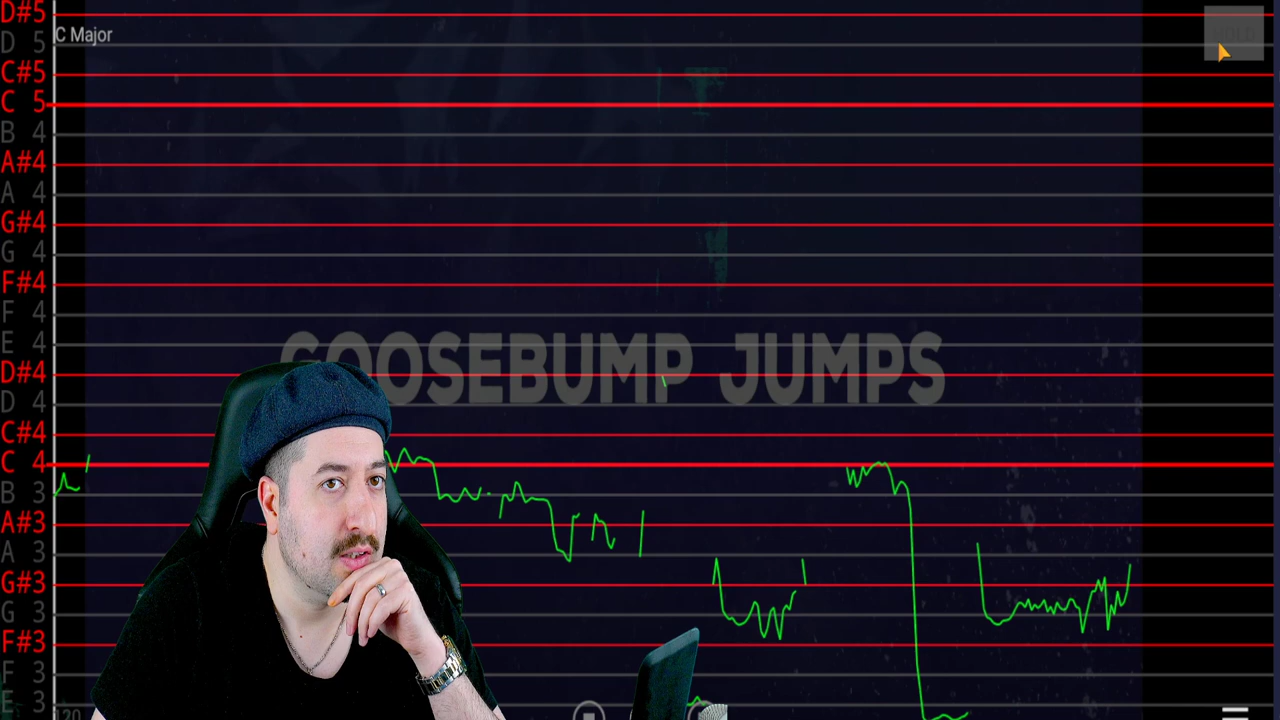 D#5
C Major
D 5
C#5
C 5
B 4
A#4
A 4
G#4
G 4
F#4
F 4
E 4
GOOSEBUMP JUMPS
D#4
D 4
C#4
C 4
B 3
A#3
A 3
G#3
G 3
F#3
F 3
E 3
120